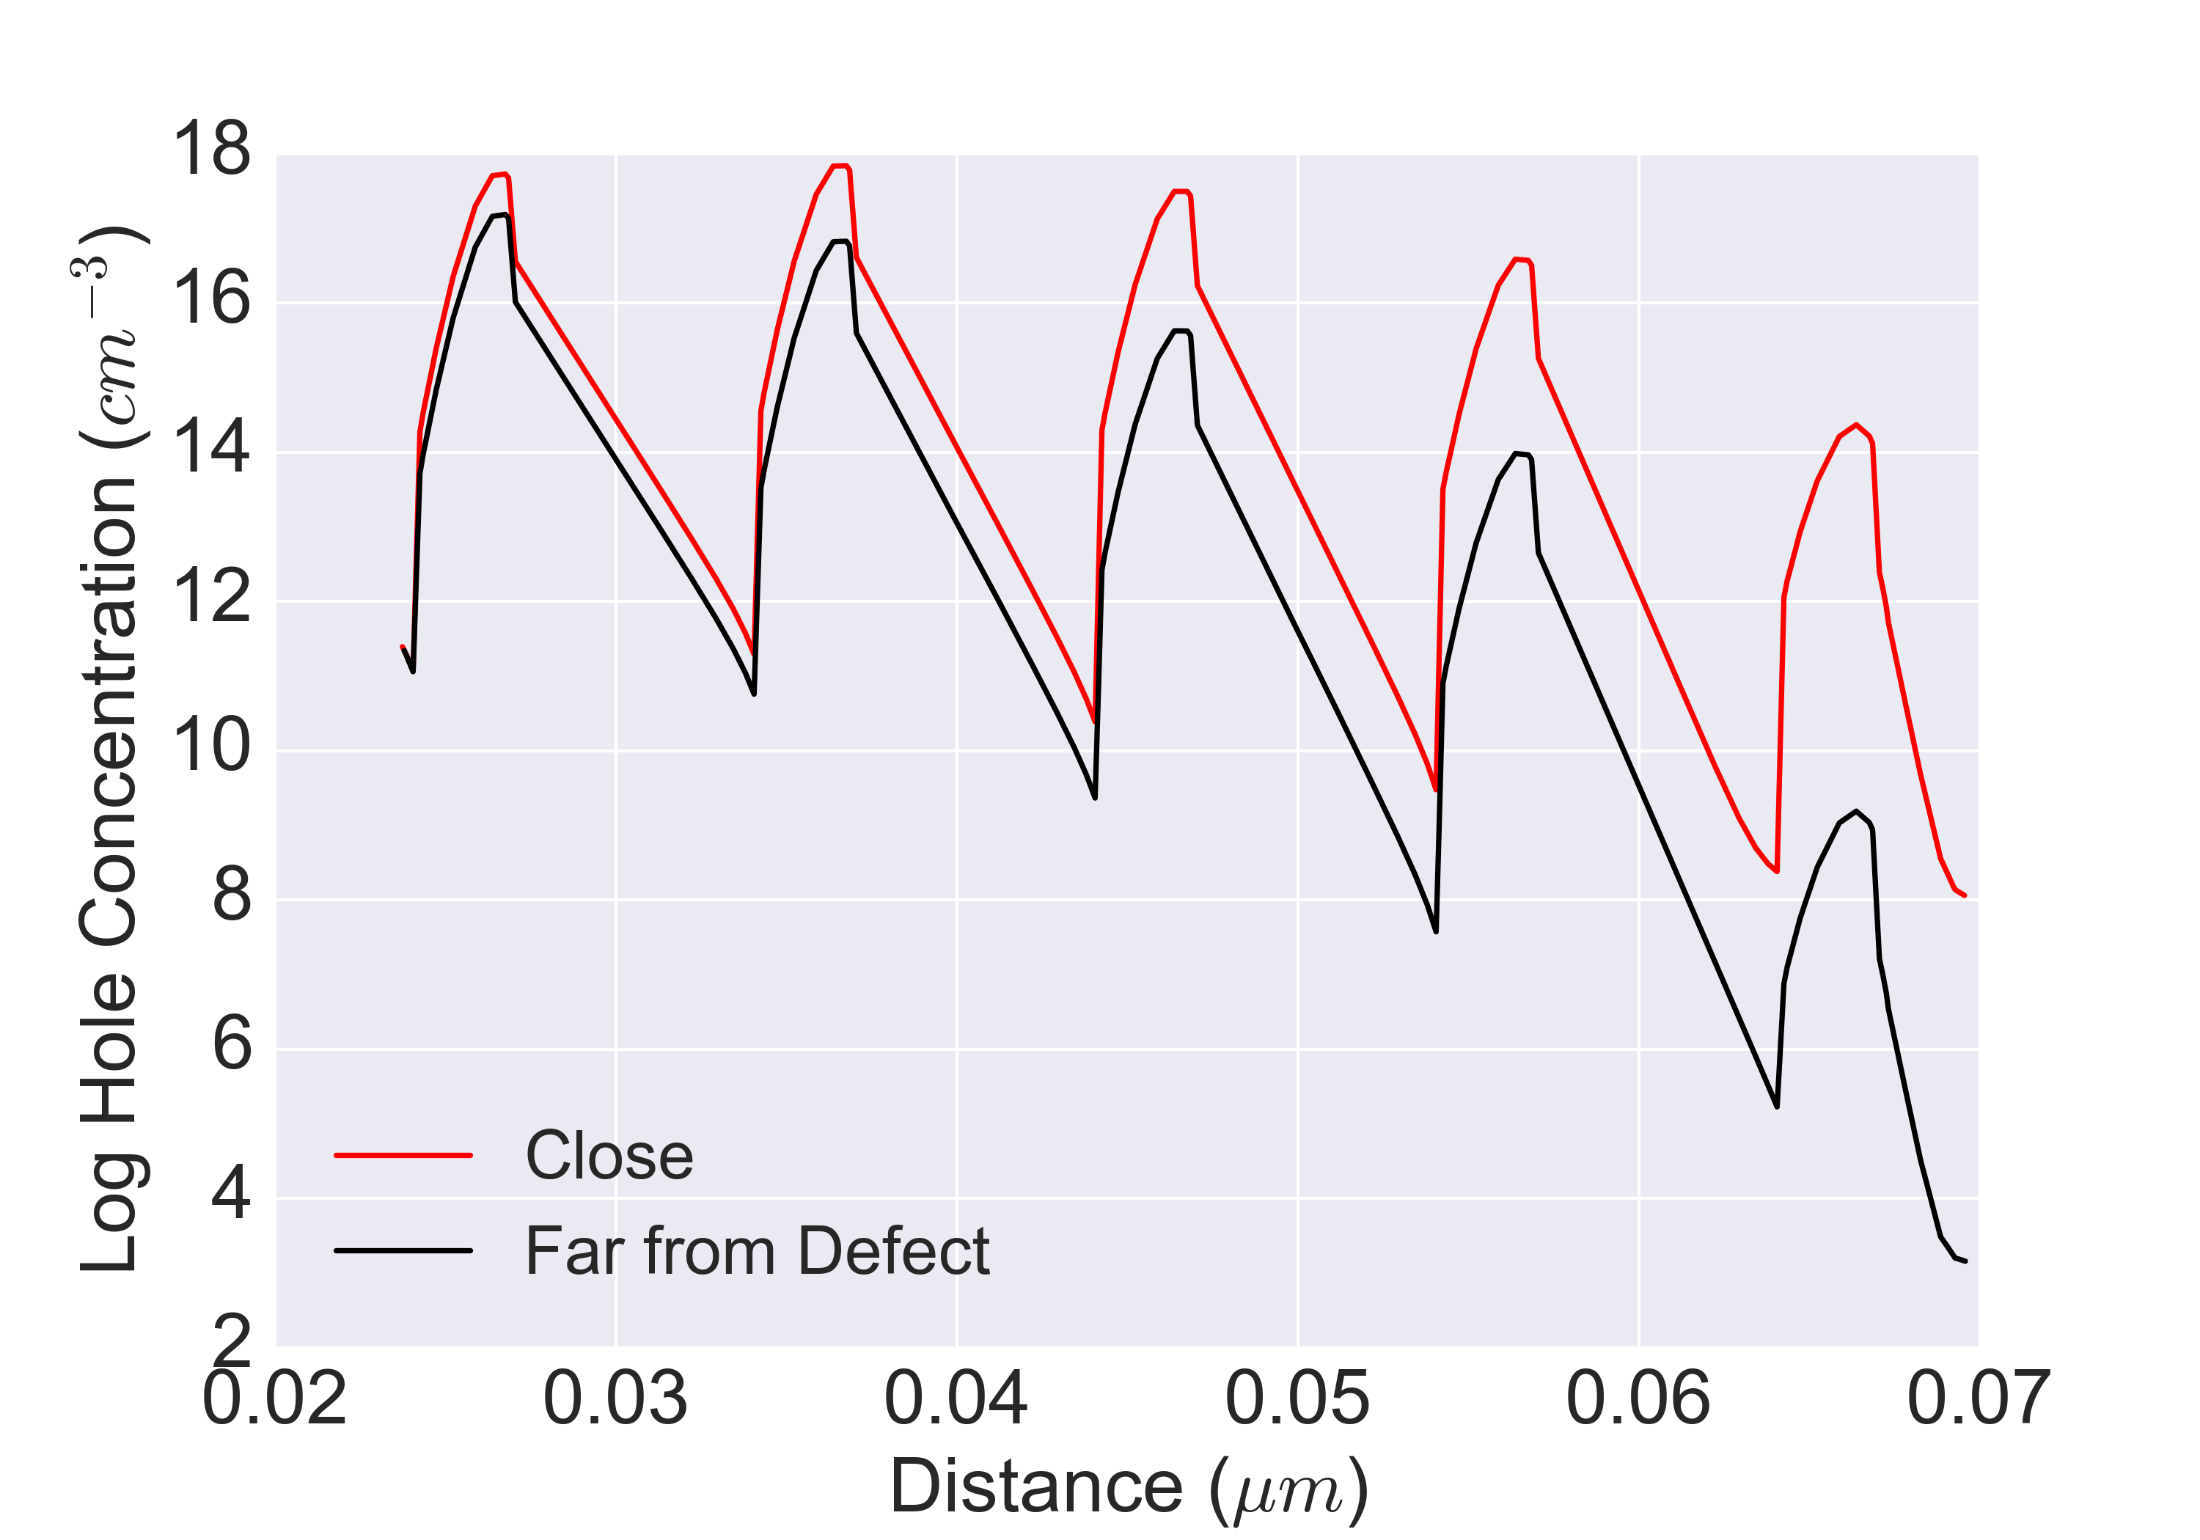 Log Hole Concentration (cm⁻³)
18
16
14
12
10
8
6
4
2
Close
Far from Defect
0.02 0.03 0.04 0.05 0.06 0.07
Distance (μm)